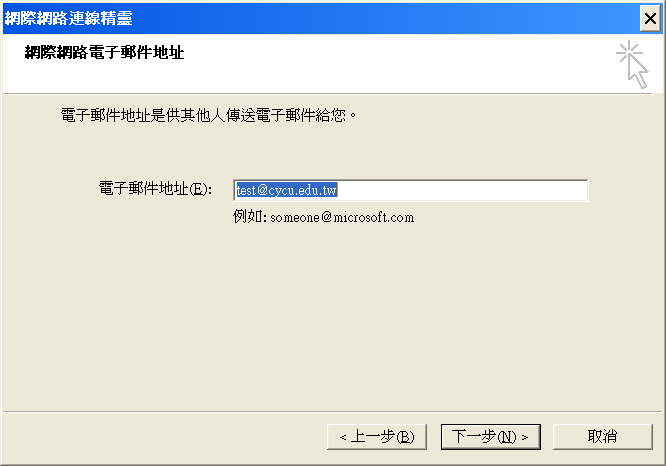 網際網路連線精靈
網際網路電子郵件地址
電子郵件地址是供其他人傳送電子郵件給您。
電子郵件地址(E): test@cycu.edu.tw
例如: someone@microsoft.com
< 上一步(B) 下一步(N) > 取消